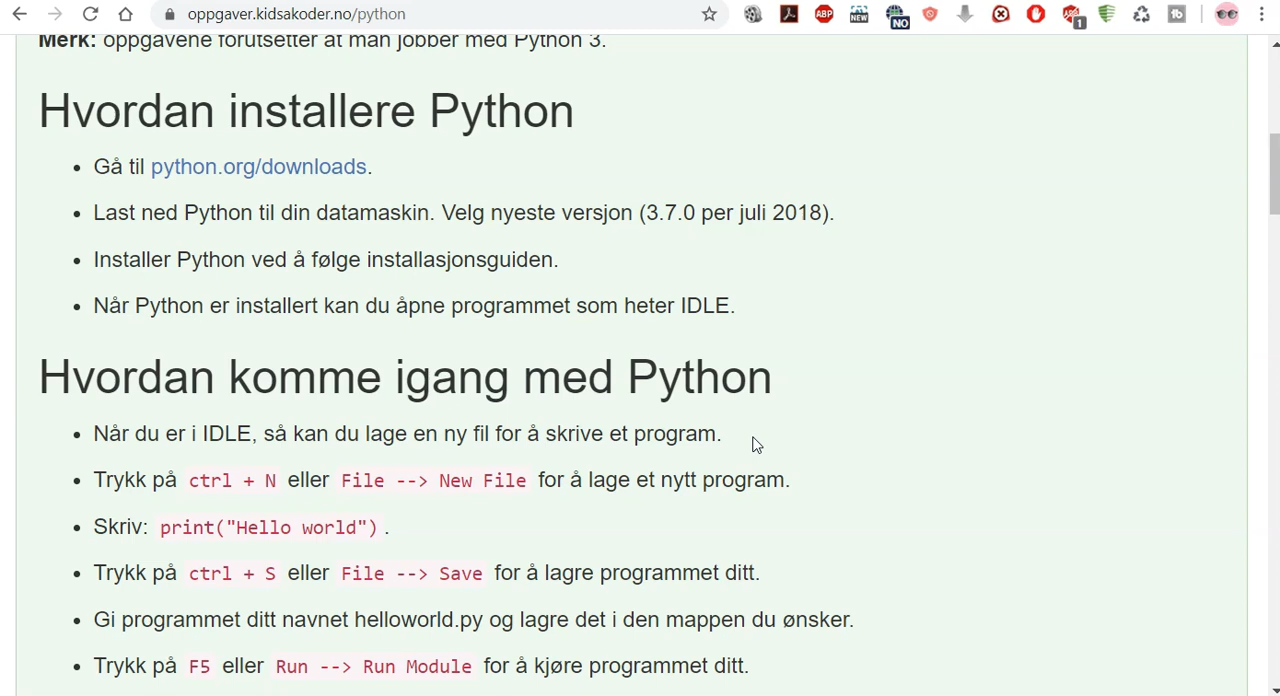 oppgaver.kidsakoder.no/python
ABP
NEW
NO
1
Merk: oppgavene forutsetter at man jobber med Python 3.
Hvordan installere Python
Gå til python.org/downloads.
Last ned Python til din datamaskin. Velg nyeste versjon (3.7.0 per juli 2018).
Installer Python ved å følge installasjonsguiden.
Når Python er installert kan du åpne programmet som heter IDLE.
Hvordan komme igang med Python
Når du er i IDLE, så kan du lage en ny fil for å skrive et program.
Trykk på ctrl + N eller File --> New File for å lage et nytt program.
Skriv: print("Hello world").
Trykk på ctrl + S eller File --> Save for å lagre programmet ditt.
Gi programmet ditt navnet helloworld.py og lagre det i den mappen du ønsker.
Trykk på F5 eller Run --> Run Module for å kjøre programmet ditt.